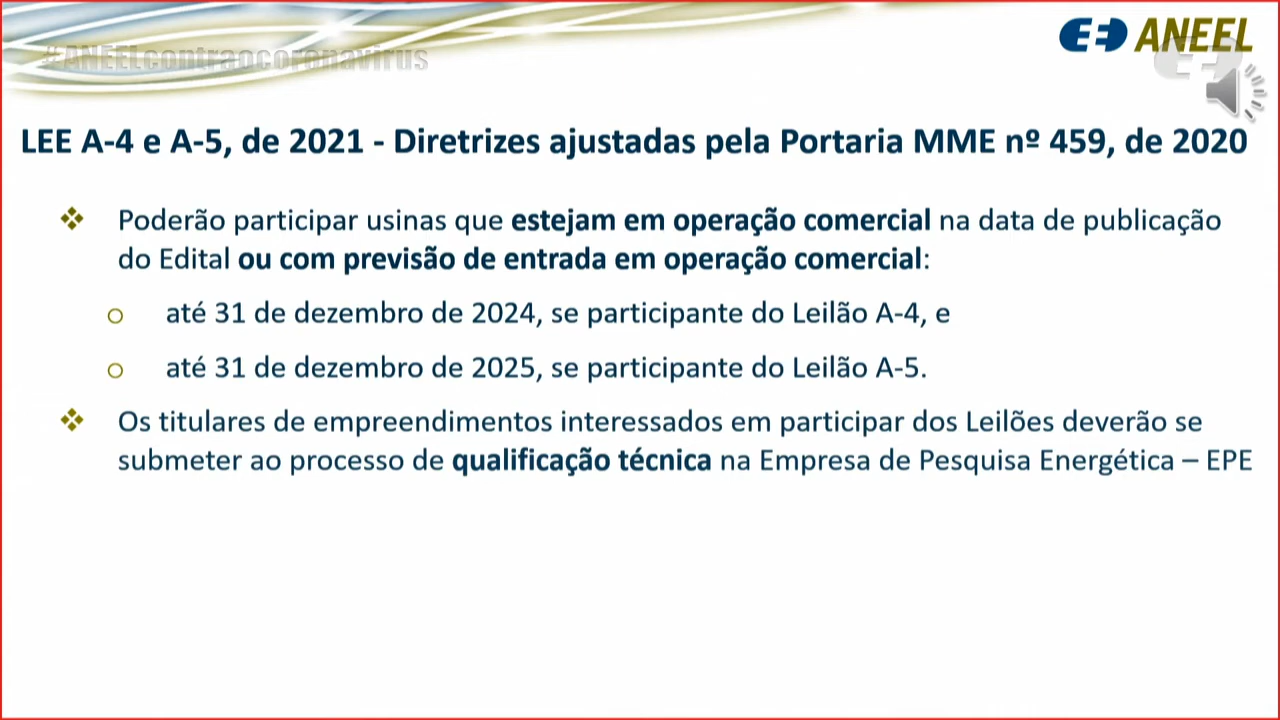 #ANEELcontraocoronavirus
ANEEL
LEE A-4 e A-5, de 2021 - Diretrizes ajustadas pela Portaria MME nº 459, de 2020
Poderão participar usinas que estejam em operação comercial na data de publicação
do Edital ou com previsão de entrada em operação comercial:
até 31 de dezembro de 2024, se participante do Leilão A-4, e
até 31 de dezembro de 2025, se participante do Leilão A-5.
Os titulares de empreendimentos interessados em participar dos Leilões deverão se
submeter ao processo de qualificação técnica na Empresa de Pesquisa Energética – EPE